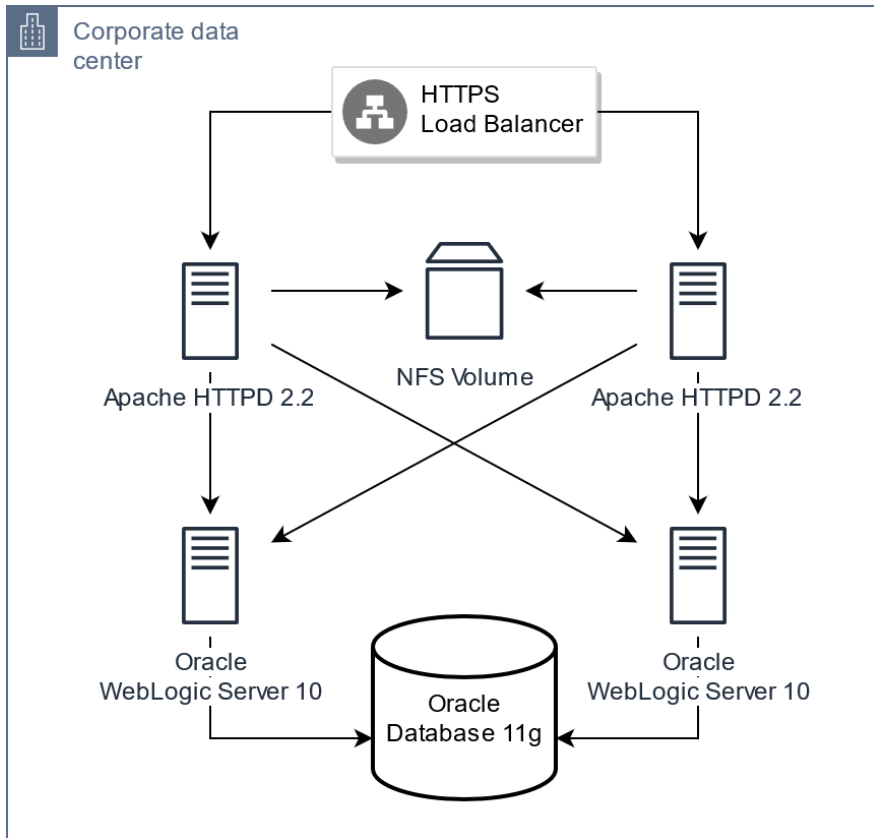 Corporate data
center
HTTPS
Load Balancer
NFS Volume
Apache HTTPD 2.2
Apache HTTPD 2.2
Oracle
WebLogic Server 10
Oracle
WebLogic Server 10
Oracle
Database 11g